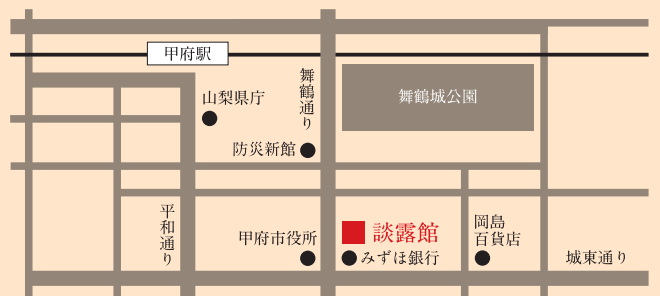 甲府駅
舞鶴通り
山梨県庁
舞鶴城公園
防災新館
平和通り
甲府市役所
談露館
みずほ銀行
岡島
百貨店
城東通り